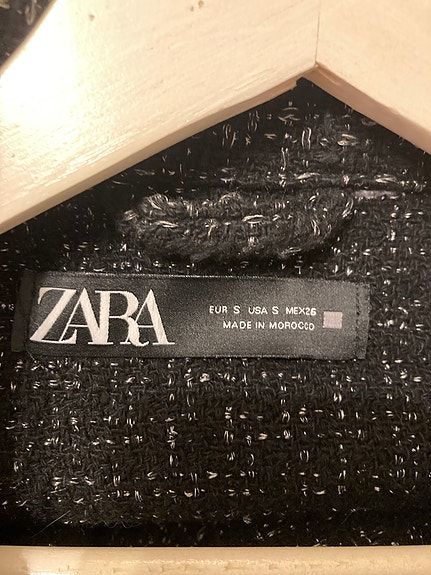 ZARA
EUR S USA S MEX26
MADE IN MOROCCO